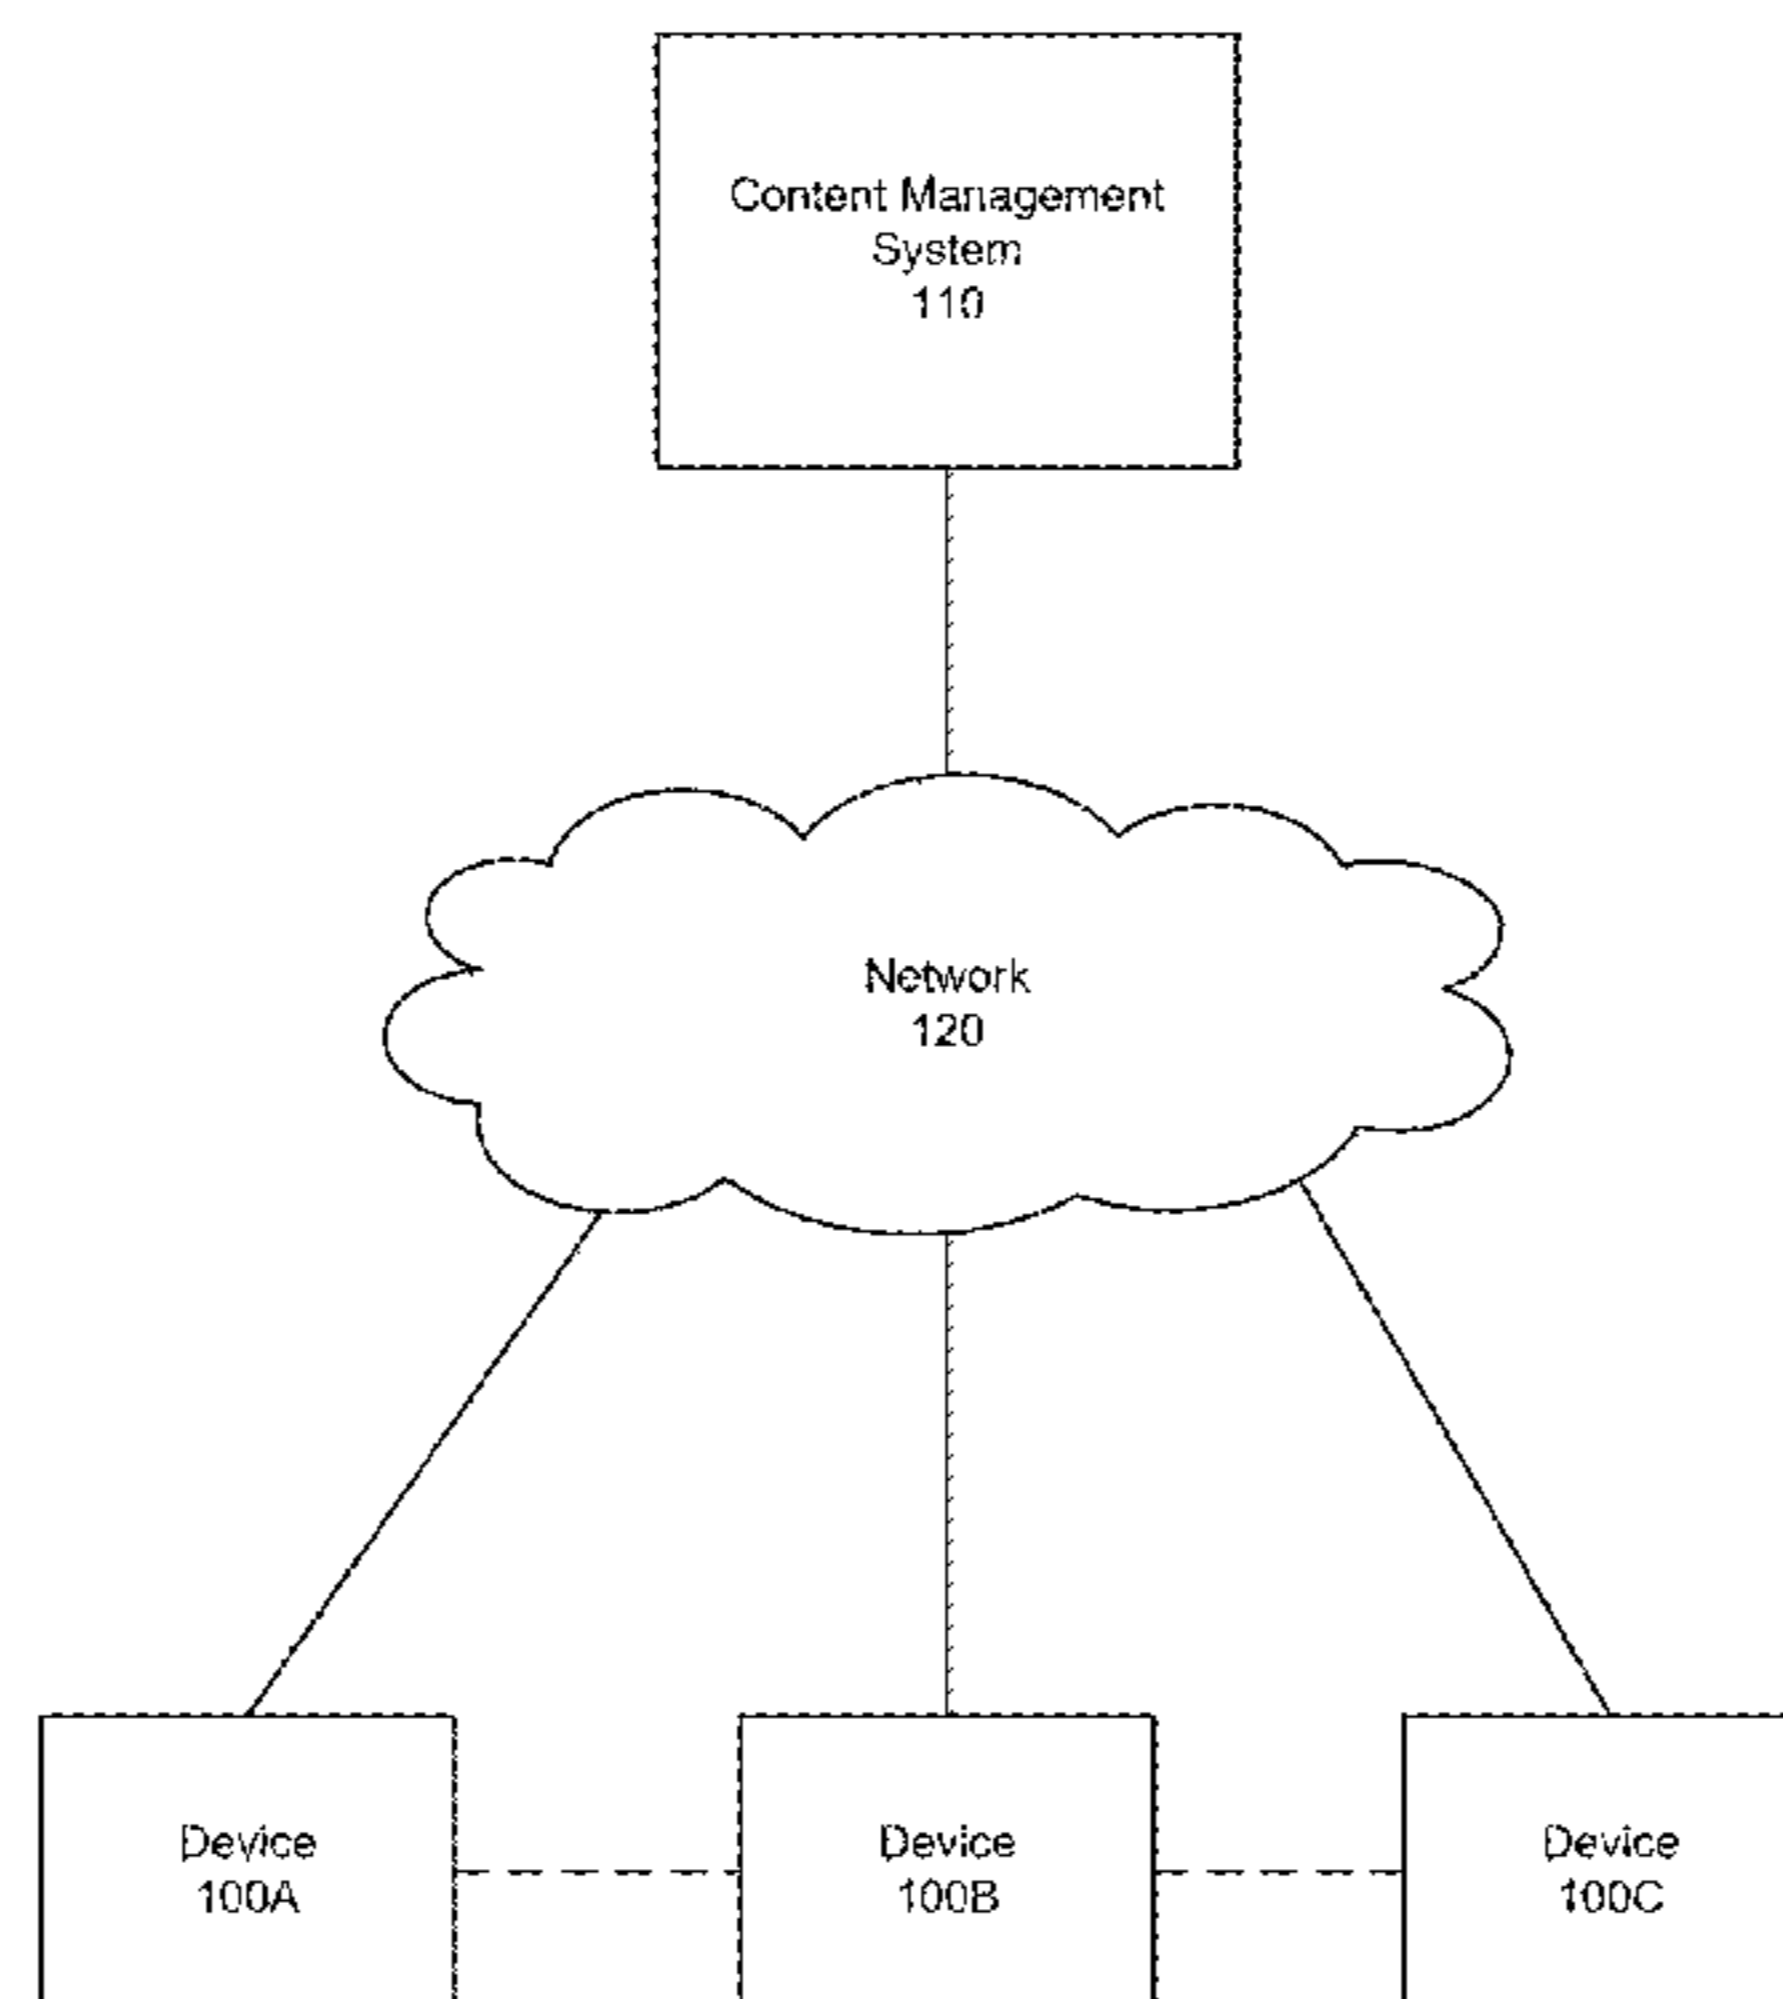 Content Management
System
110
Network
120
Device
100A
Device
100B
Device
100C